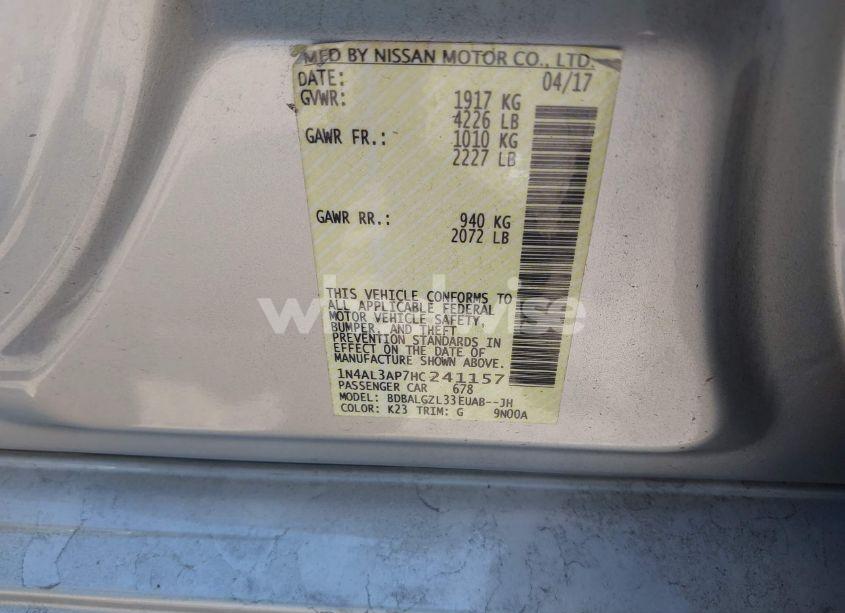 MFD BY NISSAN MOTOR CO., LTD.
DATE: 04/17
GVWR: 1917 KG
4226 LB
GAWR FR.: 1010 KG
2227 LB
GAWR RR.: 940 KG
2072 LB
THIS VEHICLE CONFORMS TO
ALL APPLICABLE FEDERAL
MOTOR VEHICLE SAFETY,
BUMPER, AND THEFT
PREVENTION STANDARDS IN
EFFECT ON THE DATE OF
MANUFACTURE SHOWN ABOVE.
1N4AL3AP7HC241157
PASSENGER CAR 678
MODEL: BDBALGZL33EUAB--JH
COLOR: K23 TRIM: G 9N00A